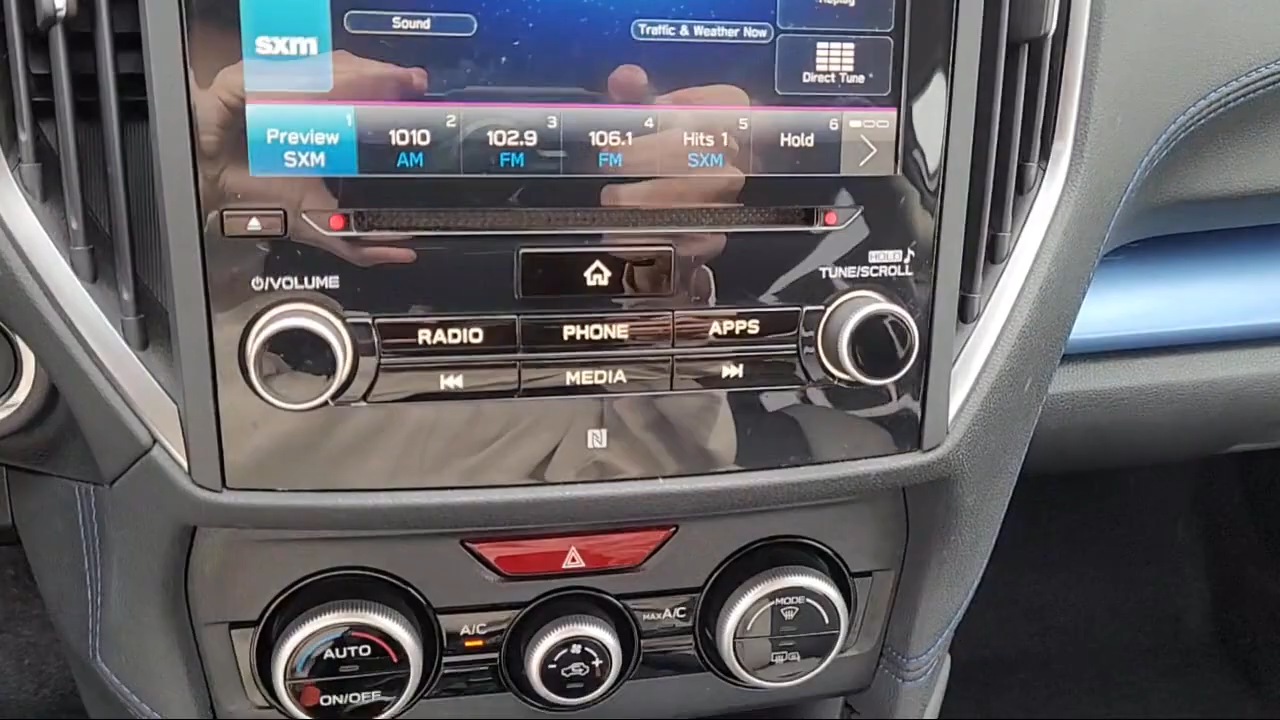 Replay
Sound
Traffic & Weather Now
sxm
Direct Tune
1 2 3 4 5 6
Preview 1010 102.9 106.1 Hits 1 Hold
SXM AM FM FM SXM
HOLD
⏻/VOLUME
TUNE/SCROLL
RADIO PHONE APPS
MEDIA
N
MODE
A/C
MAX A/C
AUTO
- +
ON/OFF